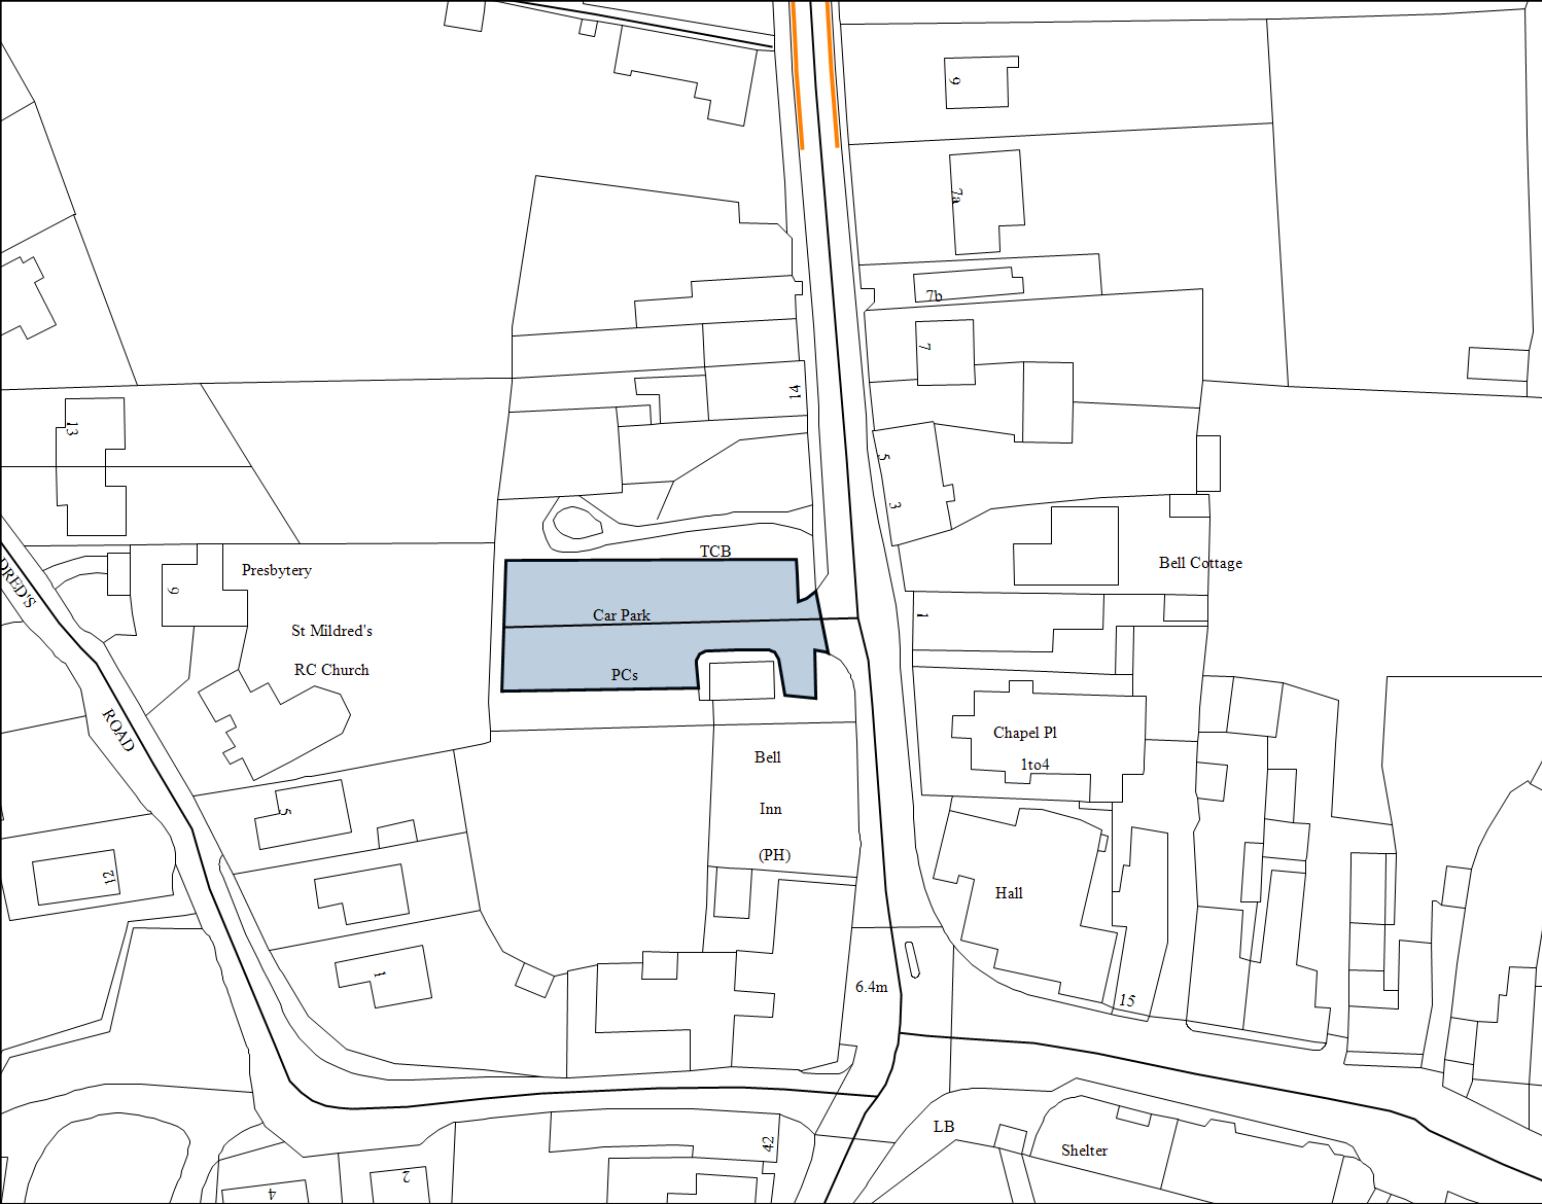 9
7a
7b
7
14
13
5
3
TCB
Bell Cottage
Presbytery
DRED'S
9
Car Park
1
St Mildred's
RC Church
PCs
ROAD
Chapel Pl
1to4
Bell
Inn
(PH)
5
12
Hall
1
6.4m
15
LB
42
Shelter
2
4